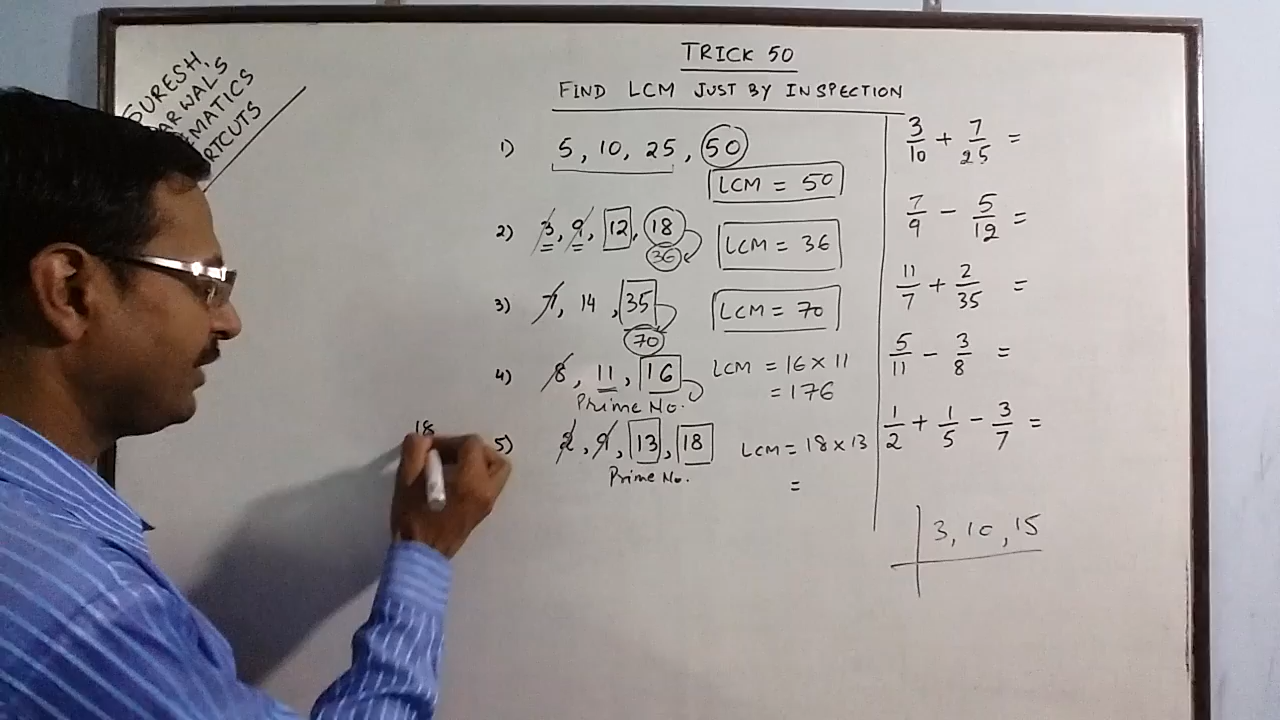 SURESH
MATICS
TRICK 50
FIND LCM JUST BY INSPECTION
1) 5, 10, 25, 50
LCM = 50
2) 3, 9, 12, 18
36
LCM = 36
3) 7, 14, 35
70
LCM = 70
4) 8, 11, 16
Prime No.
LCM = 16 × 11
= 176
5) 2, 9, 13, 18
Prime No.
LCM = 18 × 13
=
18
3/10 + 7/25 =
7/9 - 5/12 =
11/7 + 2/35 =
5/11 - 3/8 =
1/2 + 1/5 - 3/7 =
3, 10, 15